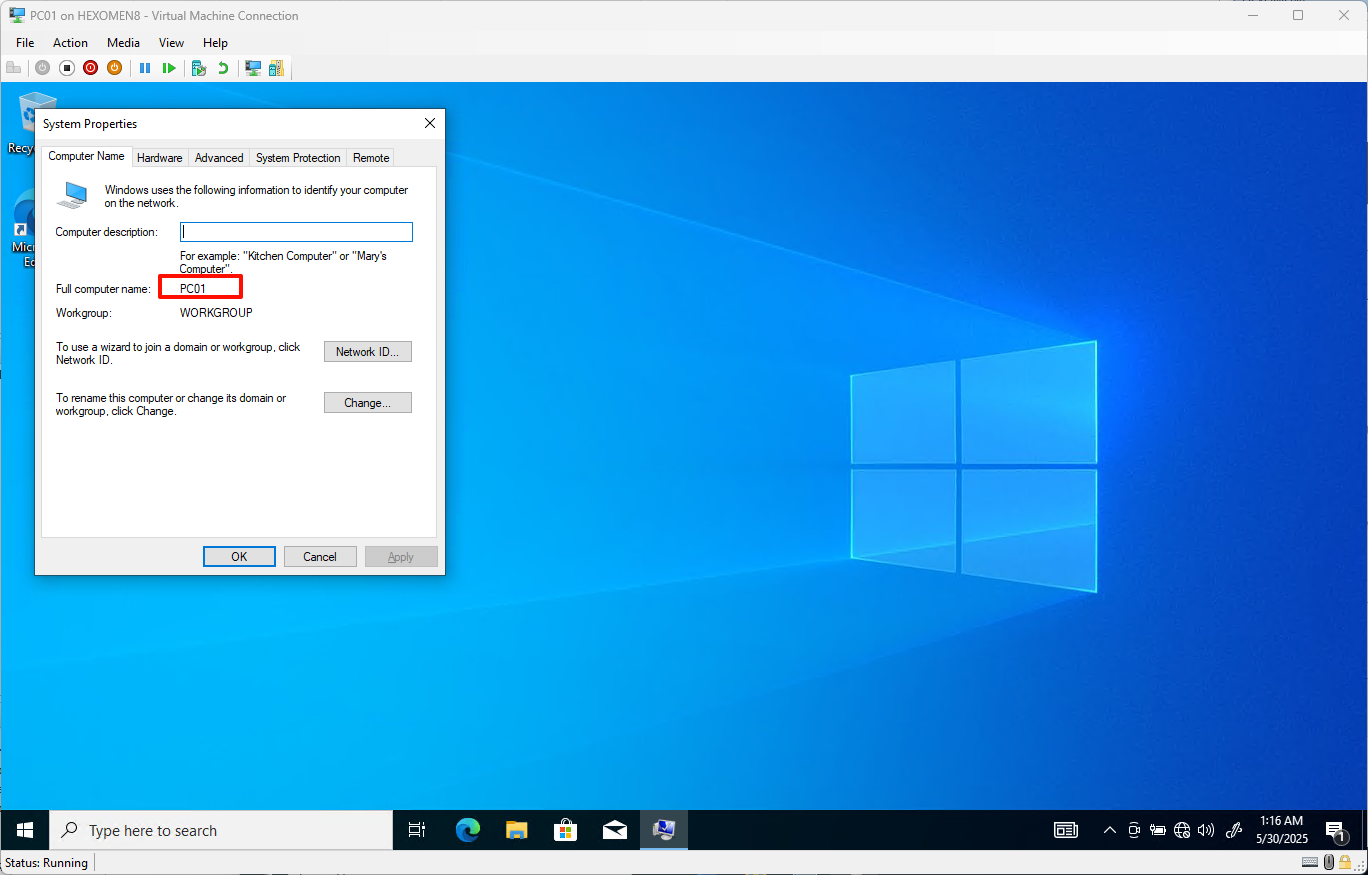 PC01 on HEXOMEN8 - Virtual Machine Connection
File Action Media View Help
System Properties
Computer Name Hardware Advanced System Protection Remote
Windows uses the following information to identify your computer
on the network.
Computer description:
For example: "Kitchen Computer" or "Mary's
Computer".
Full computer name: PC01
Workgroup: WORKGROUP
To use a wizard to join a domain or workgroup, click
Network ID.
Network ID...
To rename this computer or change its domain or
workgroup, click Change.
Change...
OK Cancel Apply
Recy
Mic
Ed
Type here to search
1:16 AM
5/30/2025
1
Status: Running